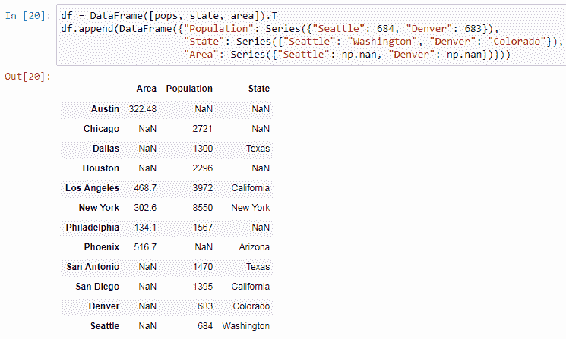 In [20]: df = DataFrame([pops, state, area]).T
df.append(DataFrame({"Population": Series({"Seattle": 684, "Denver": 683}),
"State": Series({"Seattle": "Washington", "Denver": "Colorado"}),
"Area": Series({"Seattle": np.nan, "Denver": np.nan})}))
Out[20]:
Area Population State
Austin 322.48 NaN NaN
Chicago NaN 2721 NaN
Dallas NaN 1300 Texas
Houston NaN 2296 NaN
Los Angeles 468.7 3972 California
New York 302.6 8550 New York
Philadelphia 134.1 1567 NaN
Phoenix 516.7 NaN Arizona
San Antonio NaN 1470 Texas
San Diego NaN 1395 California
Denver NaN 683 Colorado
Seattle NaN 684 Washington